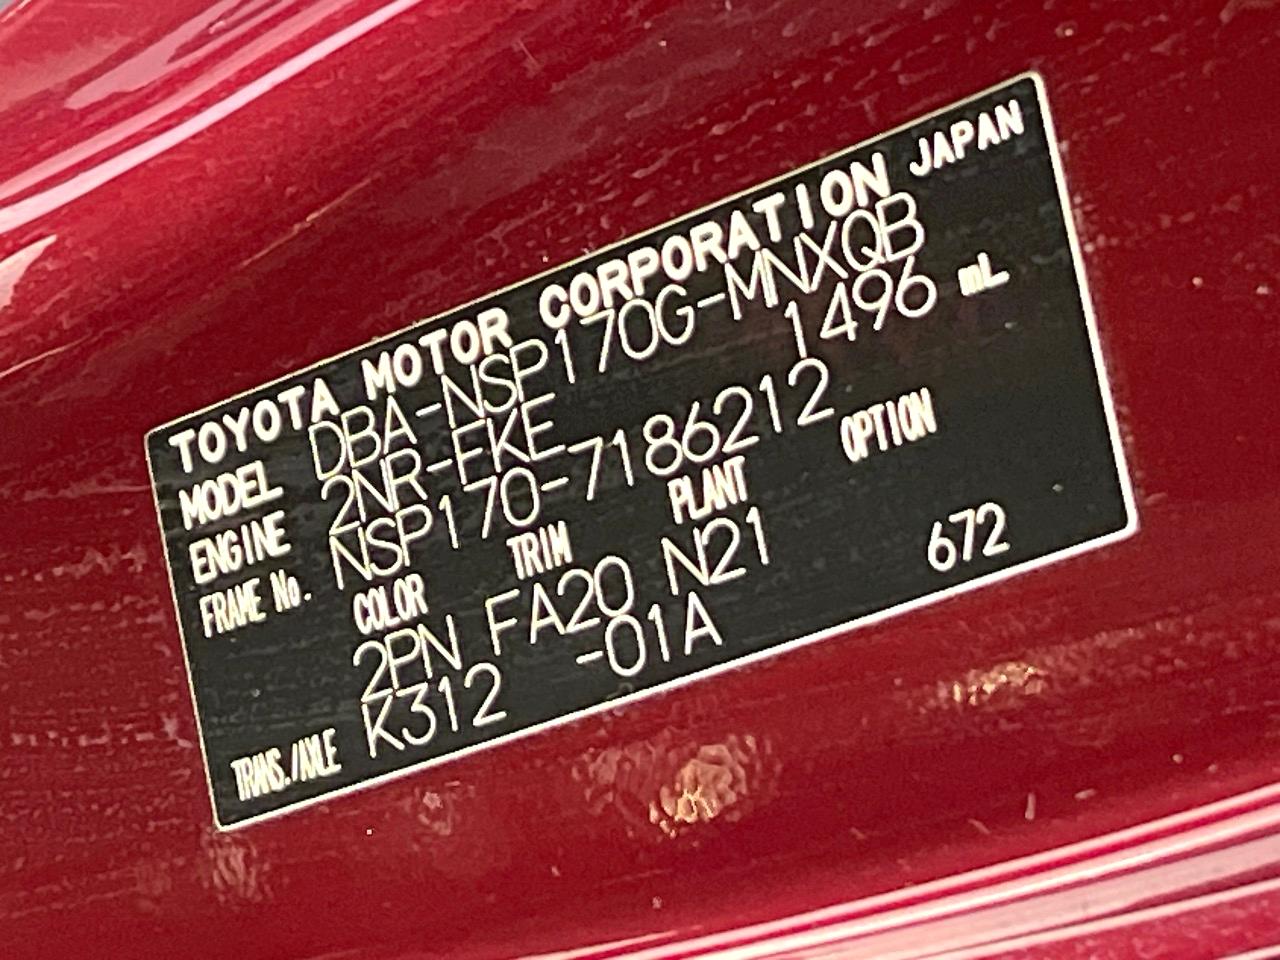 TOYOTA MOTOR CORPORATION JAPAN
MODEL DBA-NSP170G-MNXQB
ENGINE 2NR-FKE 1496 mL
FRAME No. NSP170-7186212
COLOR TRIM PLANT OPTION
2PN FA20 N21 672
TRANS./AXLE K312 -01A